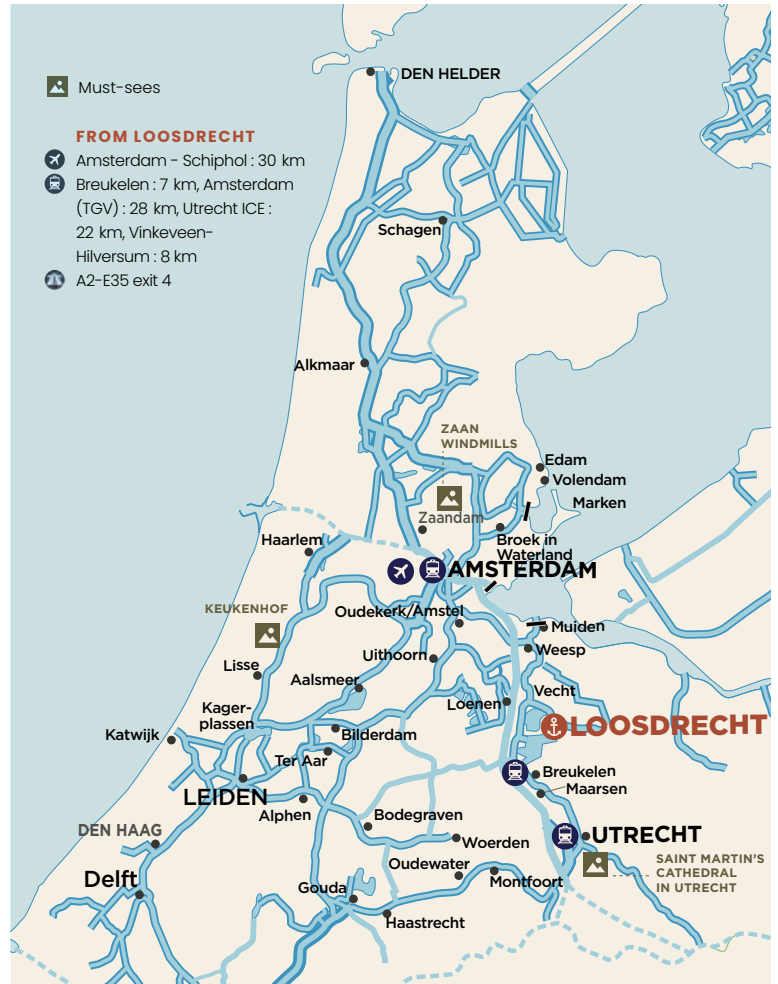 DEN HELDER
Must-sees
FROM LOOSDRECHT
Amsterdam - Schiphol : 30 km
Breukelen : 7 km, Amsterdam
(TGV) : 28 km, Utrecht ICE :
22 km, Vinkeveen-
Hilversum : 8 km
A2-E35 exit 4
Schagen
Alkmaar
ZAAN
WINDMILLS
Edam
Volendam
Marken
Zaandam
Haarlem
Broek in
Waterland
AMSTERDAM
KEUKENHOF
Oudekerk/Amstel
Muiden
Weesp
Uithoorn
Lisse
Aalsmeer
Vecht
Loenen
Kager-
plassen
LOOSDRECHT
Katwijk
Bilderdam
Ter Aar
Breukelen
Maarsen
LEIDEN
Alphen
Bodegraven
DEN HAAG
Woerden
UTRECHT
Oudewater
SAINT MARTIN'S
CATHEDRAL
IN UTRECHT
Delft
Gouda
Montfoort
Haastrecht